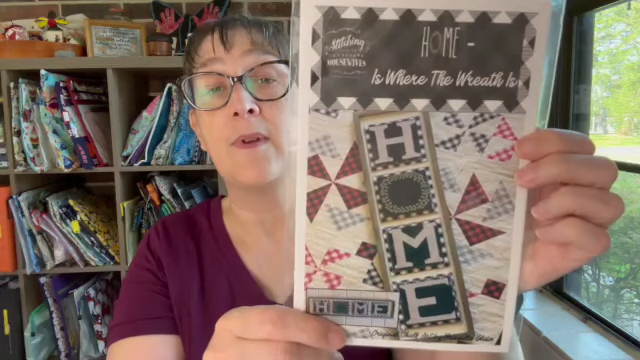 Stitching
Housewives
HOME -
Is Where The Wreath Is
H
M
E
HOME